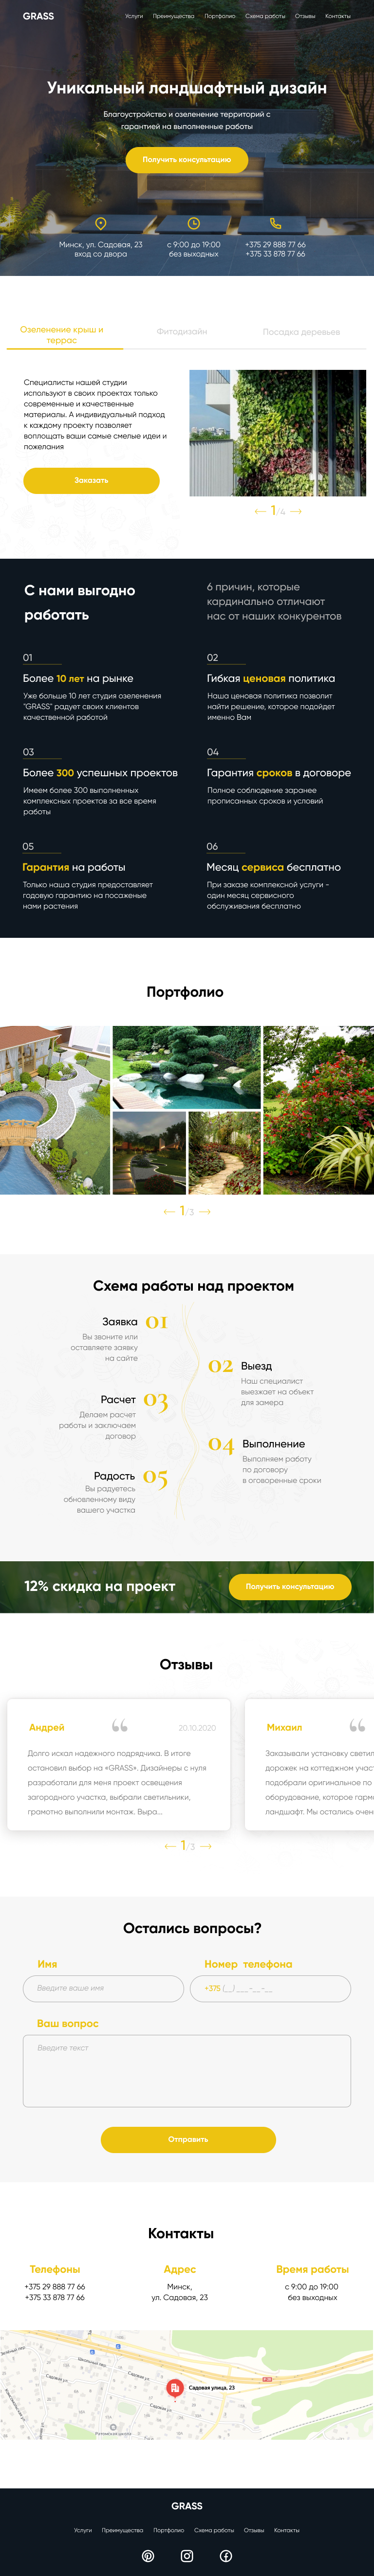 GRASS
Услуги Преимущества Портфолио Схема работы Отзывы Контакты
Уникальный ландшафтный дизайн
Благоустройство и озеленение территорий с
гарантией на выполненные работы
Получить консультацию
Минск, ул. Садовая, 23
вход со двора
с 9:00 до 19:00
без выходных
+375 29 888 77 66
+375 33 878 77 66
Озеленение крыш и
террас
Фитодизайн
Посадка деревьев
Специалисты нашей студии
используют в своих проектах только
современные и качественные
материалы. А индивидуальный подход
к каждому проекту позволяет
воплощать ваши самые смелые идеи и
пожелания
Заказать
1/4
С нами выгодно
работать
6 причин, которые
кардинально отличают
нас от наших конкурентов
01
Более 10 лет на рынке
Уже больше 10 лет студия озеленения
"GRASS" радует своих клиентов
качественной работой
02
Гибкая ценовая политика
Наша ценовая политика позволит
найти решение, которое подойдет
именно Вам
03
Более 300 успешных проектов
Имеем более 300 выполненных
комплексных проектов за все время
работы
04
Гарантия сроков в договоре
Полное соблюдение заранее
прописанных сроков и условий
05
Гарантия на работы
Только наша студия предоставляет
годовую гарантию на посаженые
нами растения
06
Месяц сервиса бесплатно
При заказе комплексной услуги -
один месяц сервисного
обслуживания бесплатно
Портфолио
1/3
Схема работы над проектом
Заявка 01
Вы звоните или
оставляете заявку
на сайте
02 Выезд
Наш специалист
выезжает на объект
для замера
Расчет 03
Делаем расчет
работы и заключаем
договор
04 Выполнение
Выполняем работу
по договору
в оговоренные сроки
Радость 05
Вы радуетесь
обновленному виду
вашего участка
12% скидка на проект
Получить консультацию
Отзывы
Андрей “ 20.10.2020
Долго искал надежного подрядчика. В итоге
остановил выбор на «GRASS». Дизайнеры с нуля
разработали для меня проект освещения
загородного участка, выбрали светильники,
грамотно выполнили монтаж. Выра...
Михаил “
Заказывали установку светил
дорожек на коттеджном участ
подобрали оригинальное по
оборудование, которое гармо
ландшафт. Мы остались очень
1/3
Остались вопросы?
Имя
Введите ваше имя
Номер телефона
+375 (__) ___-__-__
Ваш вопрос
Введите текст
Отправить
Контакты
Телефоны
+375 29 888 77 66
+375 33 878 77 66
Адрес
Минск,
ул. Садовая, 23
Время работы
с 9:00 до 19:00
без выходных
Садовая улица, 23
Садовая ул.
Садовая ул.
Садовая ул.
GRASS
Услуги Преимущества Портфолио Схема работы Отзывы Контакты